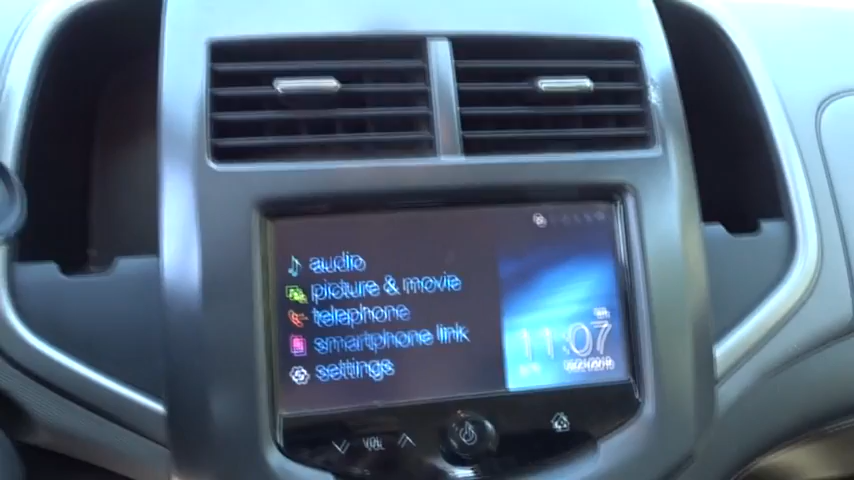 audio
picture & movie
telephone
smartphone link
settings
11:07
VOL